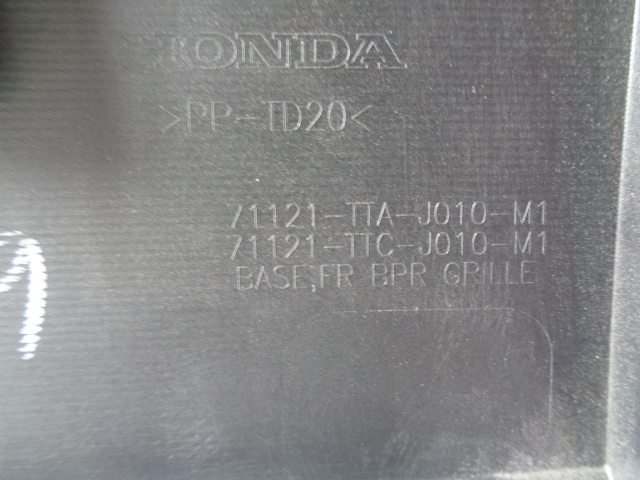 HONDA
>PP-TD20<
71121-TTA-J010-M1
71121-TTC-J010-M1
BASE,FR BPR GRILLE